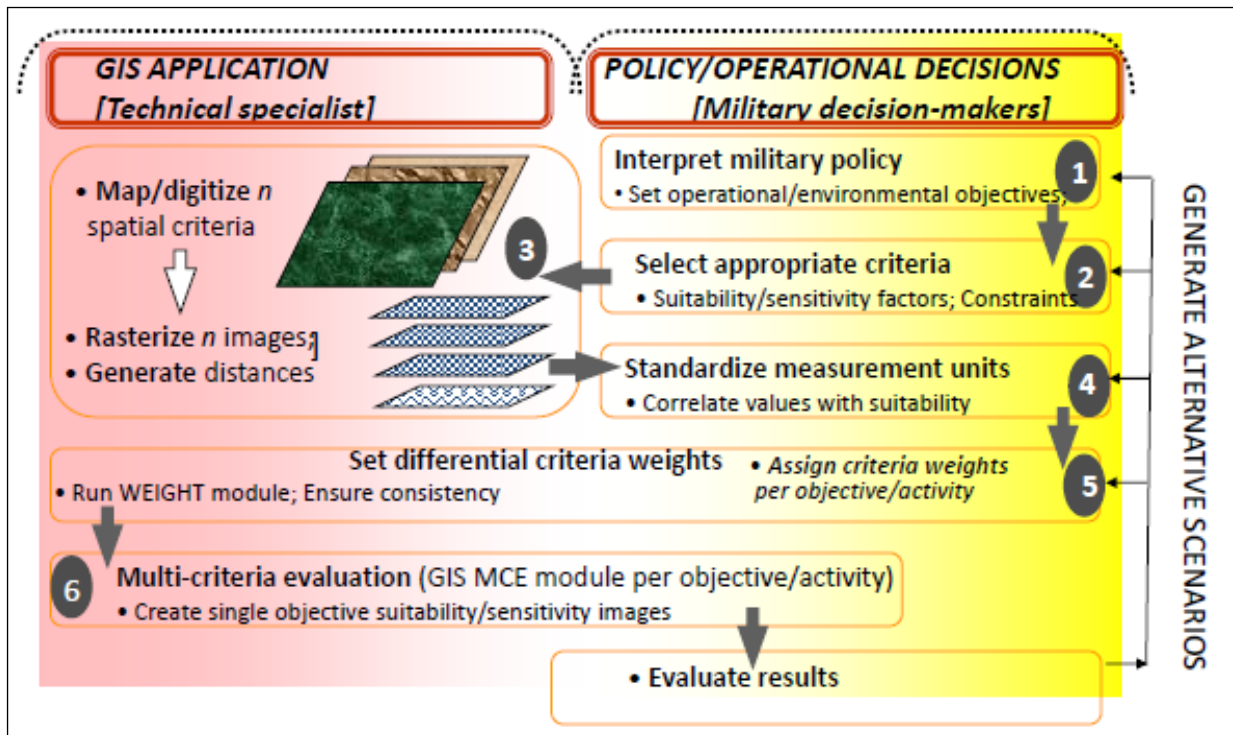 GIS APPLICATION
[Technical specialist]
POLICY/OPERATIONAL DECISIONS
[Military decision-makers]
Interpret military policy
• Set operational/environmental objectives;
1
Select appropriate criteria
• Suitability/sensitivity factors; Constraints
2
• Map/digitize n
spatial criteria
3
• Rasterize n images;
• Generate distances
Standardize measurement units
• Correlate values with suitability
4
Set differential criteria weights
• Run WEIGHT module; Ensure consistency
• Assign criteria weights
per objective/activity
5
6
Multi-criteria evaluation (GIS MCE module per objective/activity)
• Create single objective suitability/sensitivity images
• Evaluate results
GENERATE ALTERNATIVE SCENARIOS